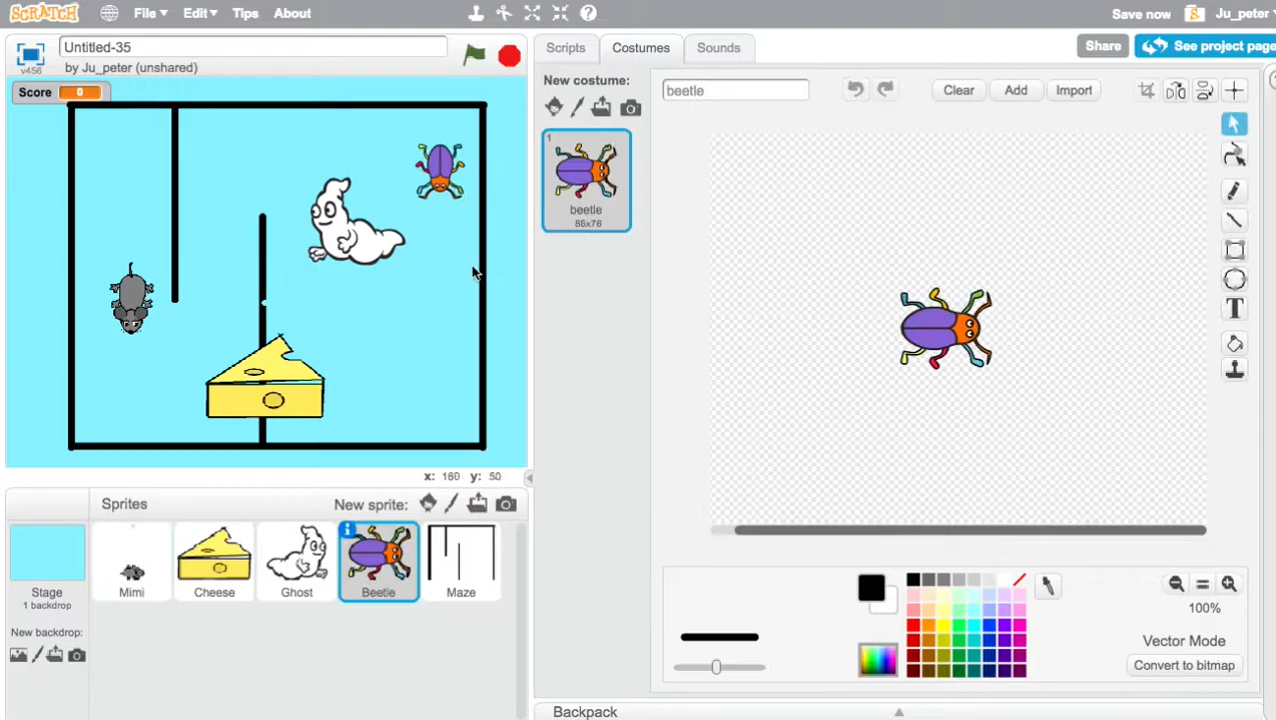 SCRATCH File Edit Tips About Save now Ju_peter
v456 Untitled-35
by Ju_peter (unshared)
Scripts Costumes Sounds Share See project page
Score 0
New costume:
beetle Clear Add Import
1
beetle
85x76
T
x: 160 y: 50
Sprites New sprite:
Stage
1 backdrop
New backdrop:
Mimi Cheese Ghost Beetle Maze
i
100%
Vector Mode
Convert to bitmap
Backpack